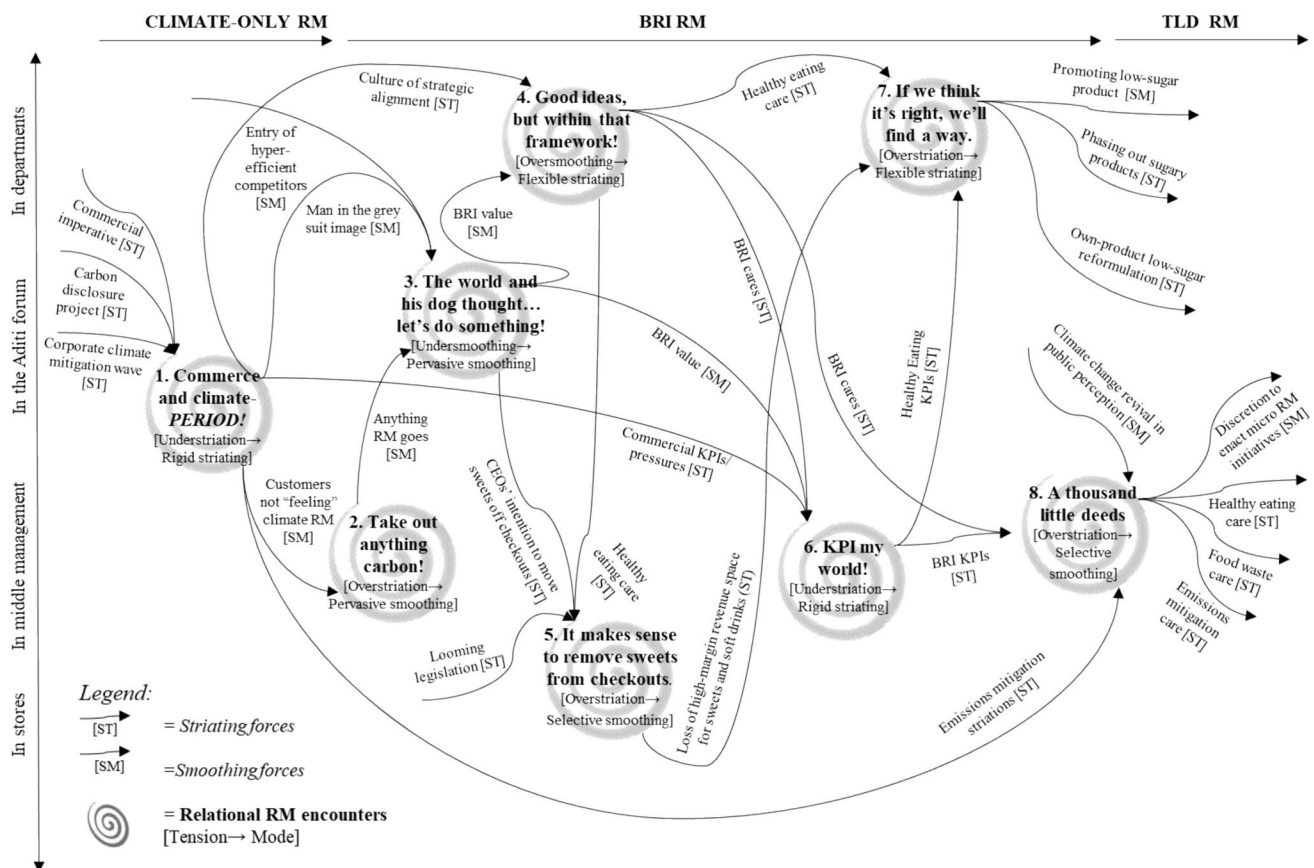 CLIMATE-ONLY RM
BRI RM
TLD RM
In departments
In the Aditi forum
In middle management
In stores
Culture of strategic
alignment [ST]
Entry of
hyper-
efficient
competitors
[SM]
Man in the grey
suit image [SM]
Commercial
imperative [ST]
Carbon
disclosure
project [ST]
Corporate climate
mitigation wave
[ST]
1. Commerce
and climate-
PERIOD!
[Understriation→
Rigid striating]
Customers
not “feeling”
climate RM
[SM]
2. Take out
anything
carbon!
[Overstriation→
Pervasive smoothing]
Anything
RM goes
[SM]
3. The world and
his dog thought…
let’s do something!
[Undersmoothing→
Pervasive smoothing]
BRI value
[SM]
4. Good ideas,
but within that
framework!
[Oversmoothing→
Flexible striating]
Healthy eating
care [ST]
BRI cares [ST]
BRI cares [ST]
BRI value [SM]
Commercial KPIs/
pressures [ST]
CEOs’ intention to move
sweets off checkouts [ST]
Healthy
eating care
[ST]
Looming
legislation [ST]
5. It makes sense
to remove sweets
from checkouts.
[Overstriation→
Selective smoothing]
Loss of high-margin revenue space
for sweets and soft drinks (ST)
6. KPI my
world!
[Understriation→
Rigid striating]
Healthy Eating
KPIs [ST]
BRI KPIs
[ST]
7. If we think
it’s right, we’ll
find a way.
[Overstriation→
Flexible striating]
Promoting low-sugar
product [SM]
Phasing out sugary
products [ST]
Own-product low-sugar
reformulation [ST]
Climate change revival in
public perception [SM]
8. A thousand
little deeds
[Overstriation→
Selective
smoothing]
Discretion to
enact micro RM
initiatives [SM]
Healthy eating
care [ST]
Food waste
care [ST]
Emissions
mitigation
care [ST]
Emissions mitigation
striations [ST]
Legend:
[ST]
= Striating forces
[SM]
=Smoothing forces
= Relational RM encounters
[Tension→ Mode]